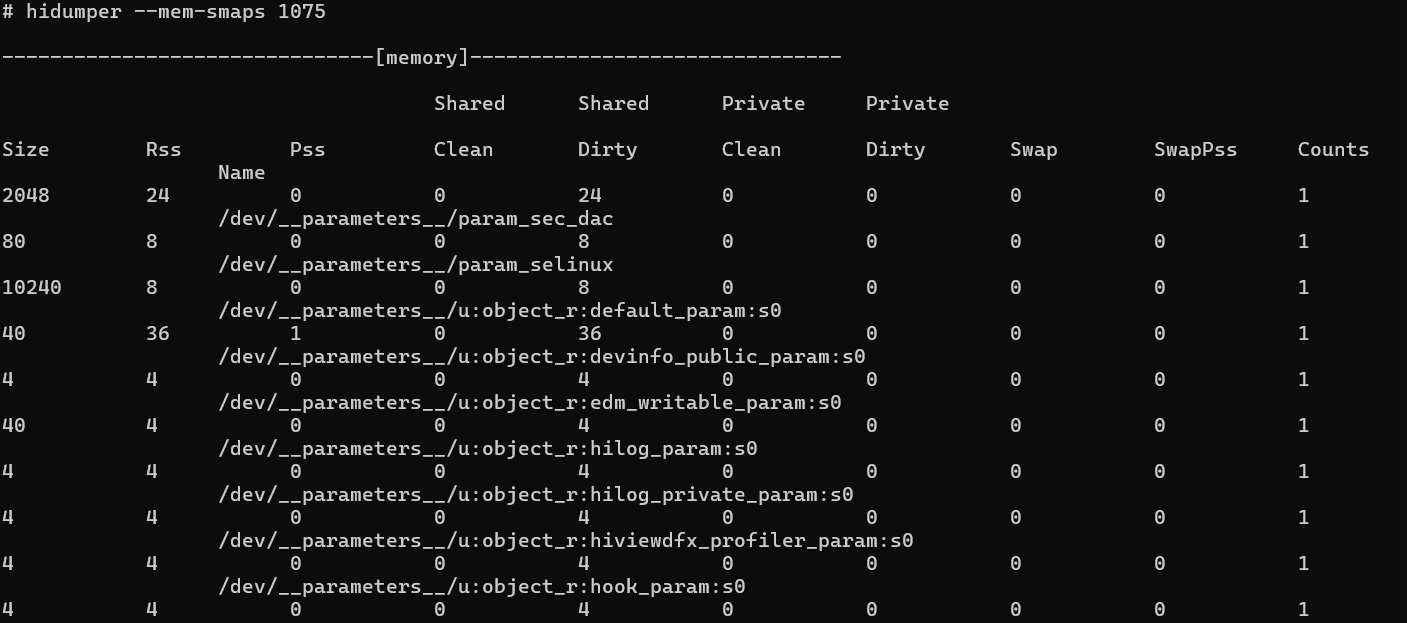 # hidumper --mem-smaps 1075
-------------------------------[memory]-------------------------------
Shared Shared Private Private
Size Rss Pss Clean Dirty Clean Dirty Swap SwapPss Counts
Name
2048 24 0 0 24 0 0 0 0 1
/dev/__parameters__/param_sec_dac
80 8 0 0 8 0 0 0 0 1
/dev/__parameters__/param_selinux
10240 8 0 0 8 0 0 0 0 1
/dev/__parameters__/u:object_r:default_param:s0
40 36 1 0 36 0 0 0 0 1
/dev/__parameters__/u:object_r:devinfo_public_param:s0
4 4 0 0 4 0 0 0 0 1
/dev/__parameters__/u:object_r:edm_writable_param:s0
40 4 0 0 4 0 0 0 0 1
/dev/__parameters__/u:object_r:hilog_param:s0
4 4 0 0 4 0 0 0 0 1
/dev/__parameters__/u:object_r:hilog_private_param:s0
4 4 0 0 4 0 0 0 0 1
/dev/__parameters__/u:object_r:hiviewdfx_profiler_param:s0
4 4 0 0 4 0 0 0 0 1
/dev/__parameters__/u:object_r:hook_param:s0
4 4 0 0 4 0 0 0 0 1